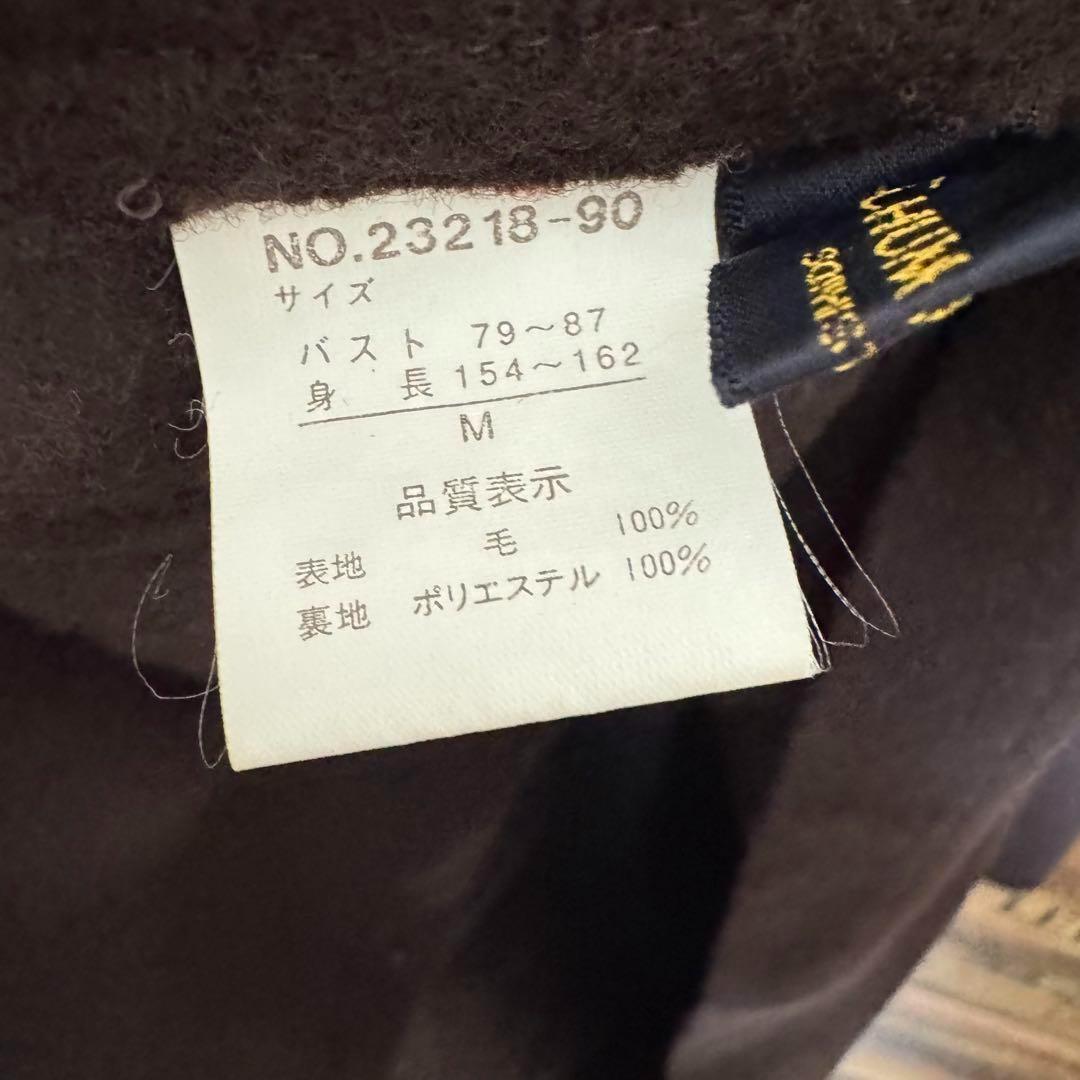 NO.23218-90
サイズ
バスト 79～87
身長 154～162
M
品質表示
表地 毛 100%
裏地 ポリエステル 100%